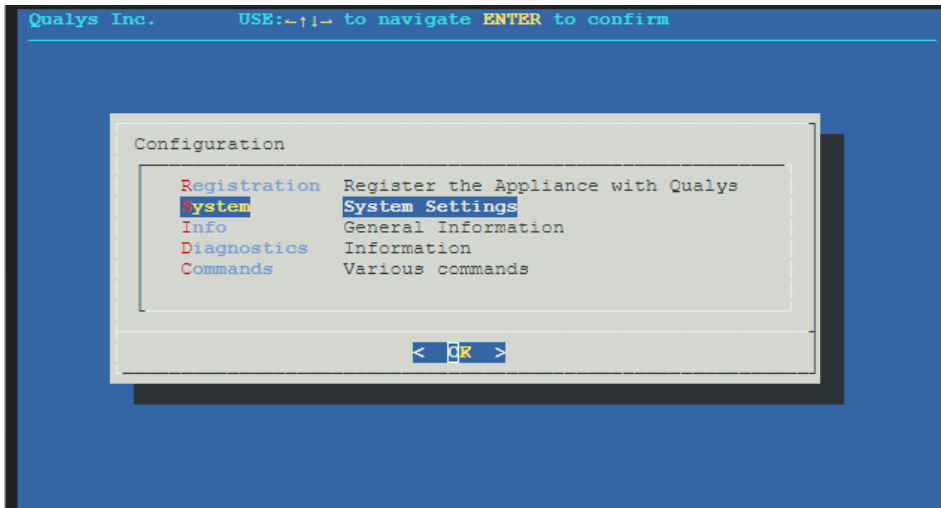 Qualys Inc. USE:←↑↓→ to navigate ENTER to confirm
Configuration
Registration Register the Appliance with Qualys
System System Settings
Info General Information
Diagnostics Information
Commands Various commands
< OK >